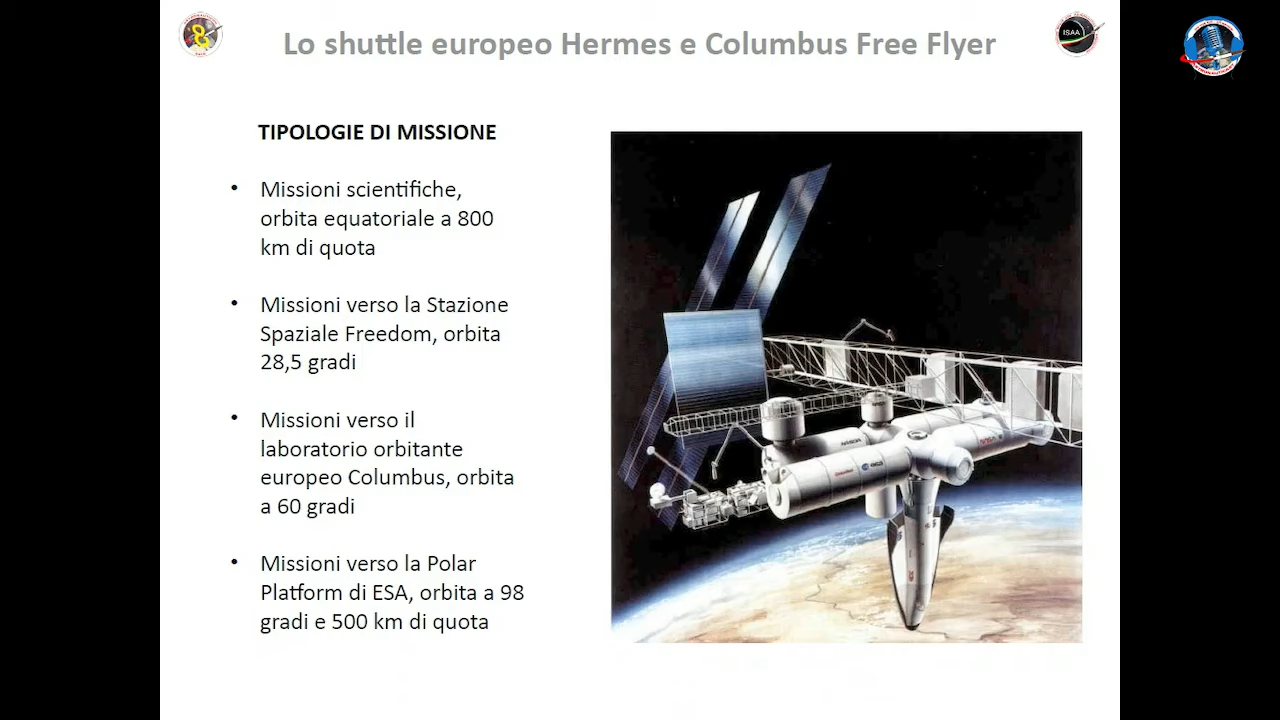 Lo shuttle europeo Hermes e Columbus Free Flyer
ISAA
TIPOLOGIE DI MISSIONE
• Missioni scientifiche,
orbita equatoriale a 800
km di quota
• Missioni verso la Stazione
Spaziale Freedom, orbita
28,5 gradi
• Missioni verso il
laboratorio orbitante
europeo Columbus, orbita
a 60 gradi
• Missioni verso la Polar
Platform di ESA, orbita a 98
gradi e 500 km di quota